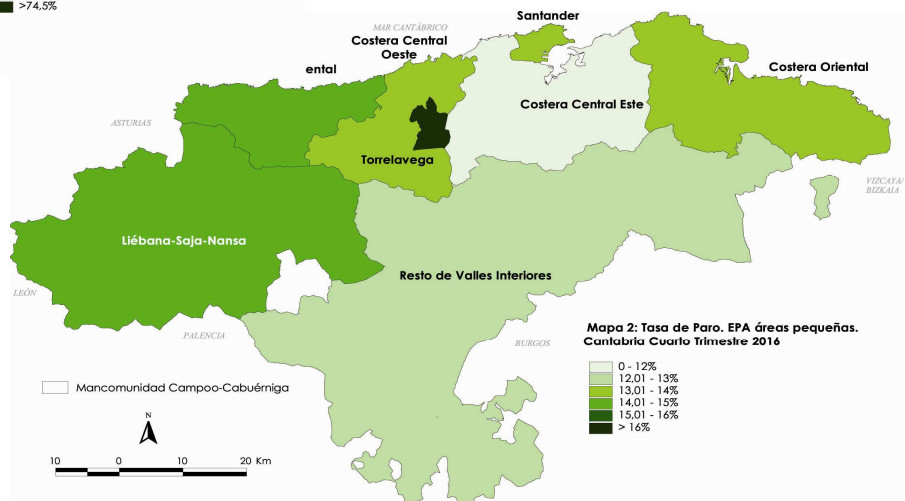 >74,5%
Santander
MAR CANTÁBRICO
Costera Central
Oeste
ental
Costera Oriental
Costera Central Este
ASTURIAS
Torrelavega
VIZCAYA/
BIZKAIA
Liébana-Saja-Nansa
Resto de Valles Interiores
LEÓN
PALENCIA
BURGOS
Mapa 2: Tasa de Paro. EPA áreas pequeñas.
Cantabria Cuarto Trimestre 2016
0 - 12%
12,01 - 13%
13,01 - 14%
14,01 - 15%
15,01 - 16%
> 16%
Mancomunidad Campoo-Cabuérniga
N
10 0 10 20 Km